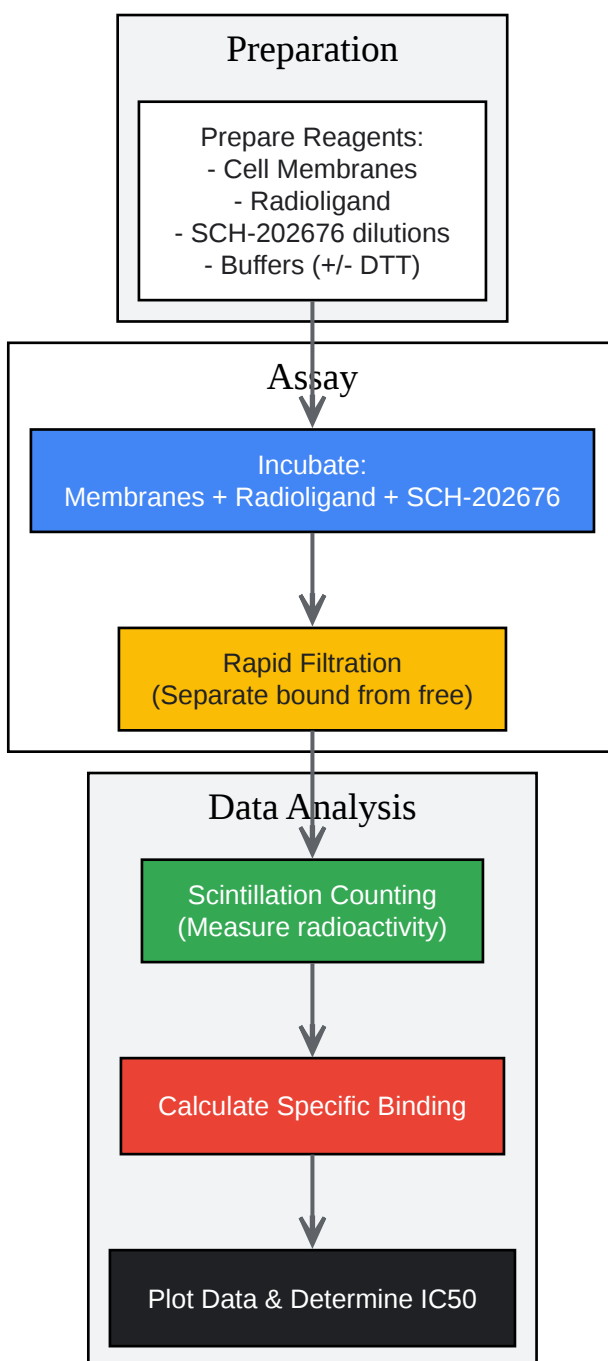 Preparation
Prepare Reagents:
- Cell Membranes
- Radioligand
- SCH-202676 dilutions
- Buffers (+/- DTT)
Assay
Incubate:
Membranes + Radioligand + SCH-202676
Rapid Filtration
(Separate bound from free)
Data Analysis
Scintillation Counting
(Measure radioactivity)
Calculate Specific Binding
Plot Data & Determine IC50